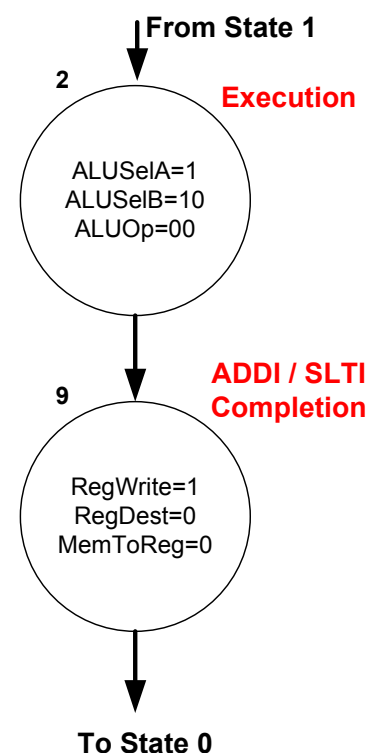 From State 1
2
Execution
ALUSelA=1
ALUSelB=10
ALUOp=00
ADDI / SLTI
Completion
9
RegWrite=1
RegDest=0
MemToReg=0
To State 0